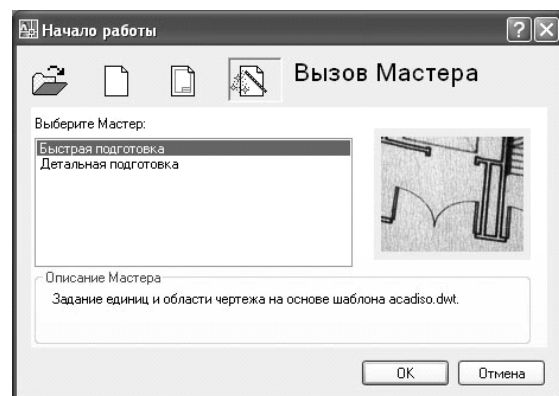 Начало работы
Вызов Мастера
Выберите Мастер:
Быстрая подготовка
Детальная подготовка
Описание Мастера
Задание единиц и области чертежа на основе шаблона acadiso.dwt.
OK
Отмена